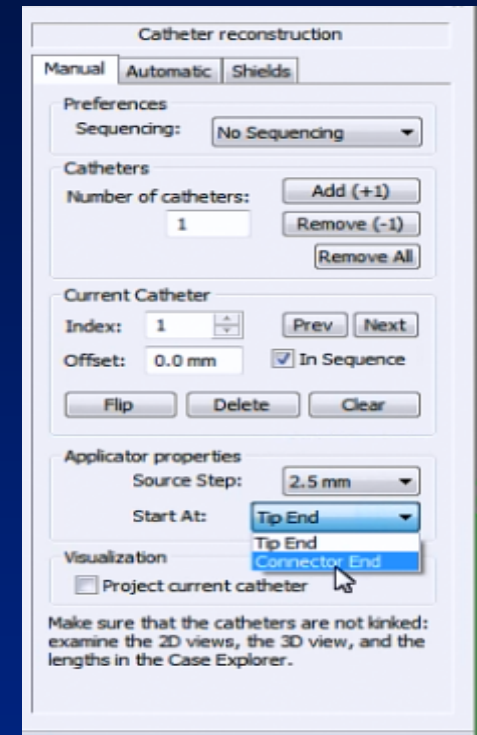 Catheter reconstruction
Manual Automatic Shields
Preferences
Sequencing: No Sequencing
Catheters
Number of catheters: Add (+1)
1 Remove (-1)
Remove All
Current Catheter
Index: 1 Prev Next
Offset: 0.0 mm In Sequence
Flip Delete Clear
Applicator properties
Source Step: 2.5 mm
Start At: Tip End
Tip End
Connector End
Visualization
Project current catheter
Make sure that the catheters are not kinked:
examine the 2D views, the 3D view, and the
lengths in the Case Explorer.